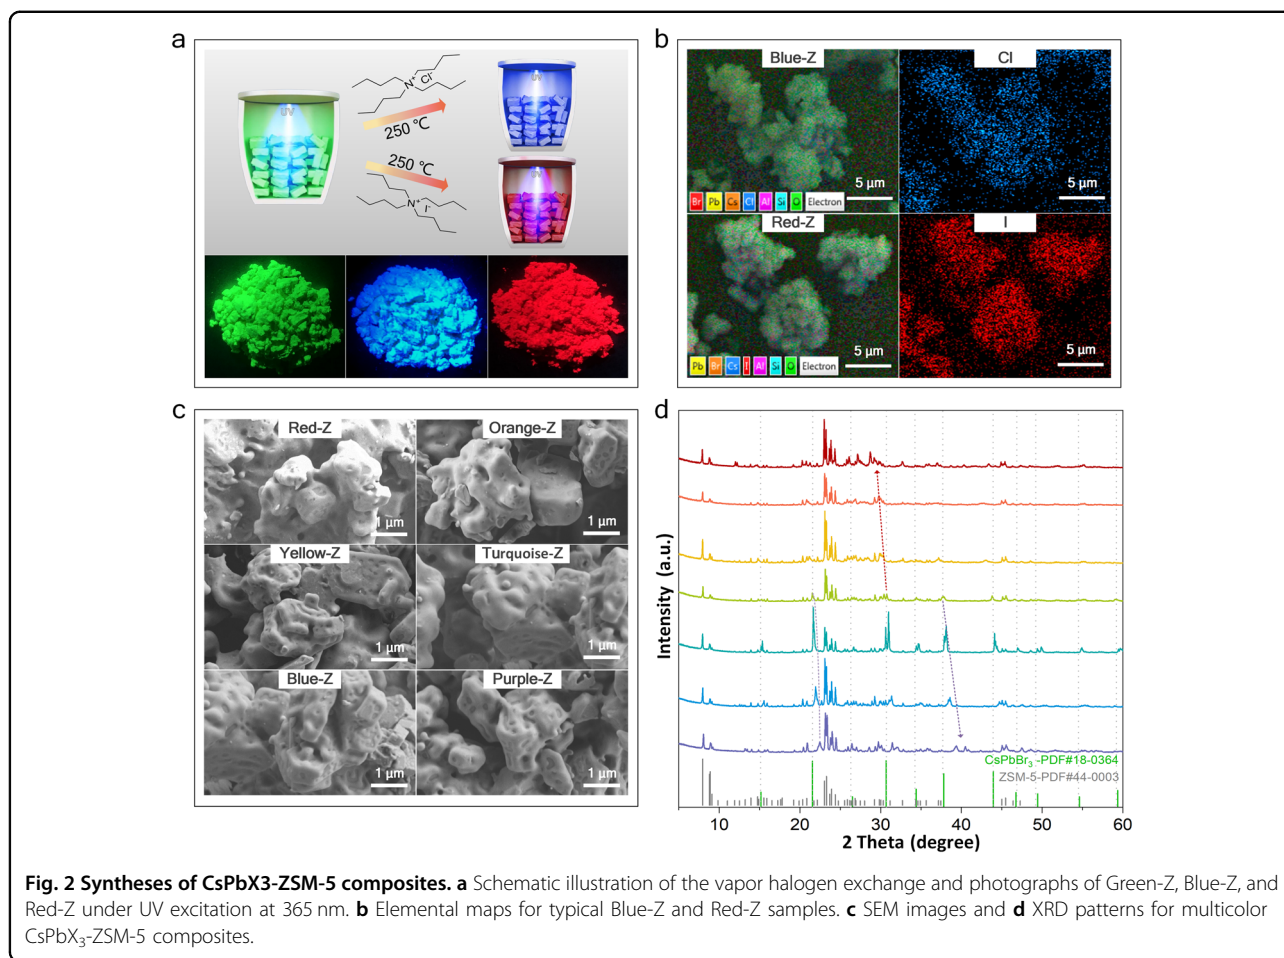 a
UV
N+
Cl-
250 ℃
UV
250 ℃
N+
I-
UV
b
Blue-Z
Cl
5 µm
5 µm
Br Pb Cs Cl Al Si O Electron
Red-Z
I
5 µm
5 µm
Pb Br Cs I Al Si O Electron
c
Red-Z
Orange-Z
1 µm
1 µm
Yellow-Z
Turquoise-Z
1 µm
1 µm
Blue-Z
Purple-Z
1 µm
1 µm
d
Intensity (a.u.)
CsPbBr3-PDF#18-0364
ZSM-5-PDF#44-0003
10 20 30 40 50 60
2 Theta (degree)
Fig. 2 Syntheses of CsPbX3-ZSM-5 composites. a Schematic illustration of the vapor halogen exchange and photographs of Green-Z, Blue-Z, and
Red-Z under UV excitation at 365 nm. b Elemental maps for typical Blue-Z and Red-Z samples. c SEM images and d XRD patterns for multicolor
CsPbX3-ZSM-5 composites.